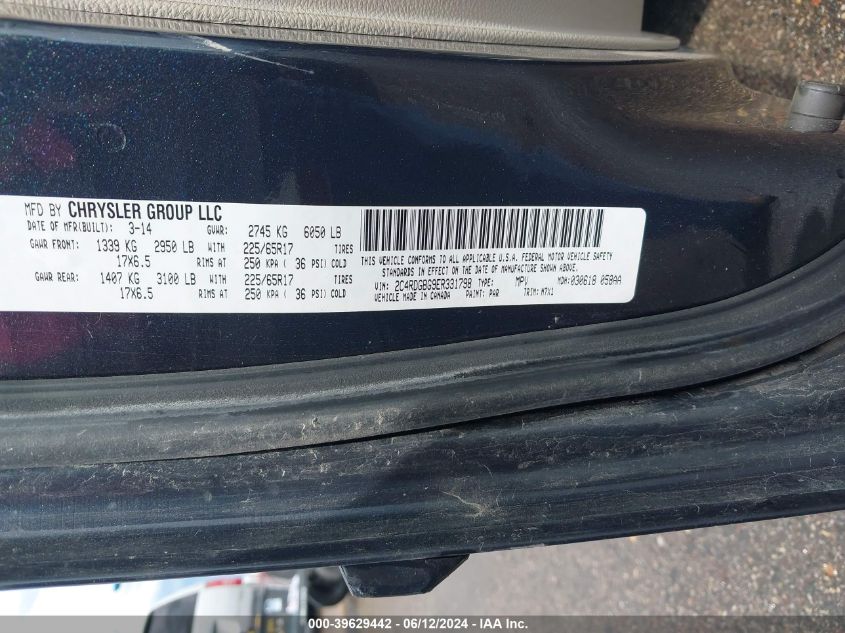 MFD BY CHRYSLER GROUP LLC
DATE OF MFR(BUILT): 3-14 GVWR: 2745 KG 6050 LB
GAWR FRONT: 1339 KG 2950 LB WITH 225/65R17 TIRES
17X6.5 RIMS AT 250 KPA ( 36 PSI) COLD
GAWR REAR: 1407 KG 3100 LB WITH 225/65R17 TIRES
17X6.5 RIMS AT 250 KPA ( 36 PSI) COLD
THIS VEHICLE CONFORMS TO ALL APPLICABLE U.S.A. FEDERAL MOTOR VEHICLE SAFETY
STANDARDS IN EFFECT ON THE DATE OF MANUFACTURE SHOWN ABOVE.
VIN: 2C4RDGBG9ER331798 TYPE: MPV MDH: 030618 050AA
VEHICLE MADE IN CANADA PAINT: PAR TRIM: M7X1
000-39629442 - 06/12/2024 - IAA Inc.